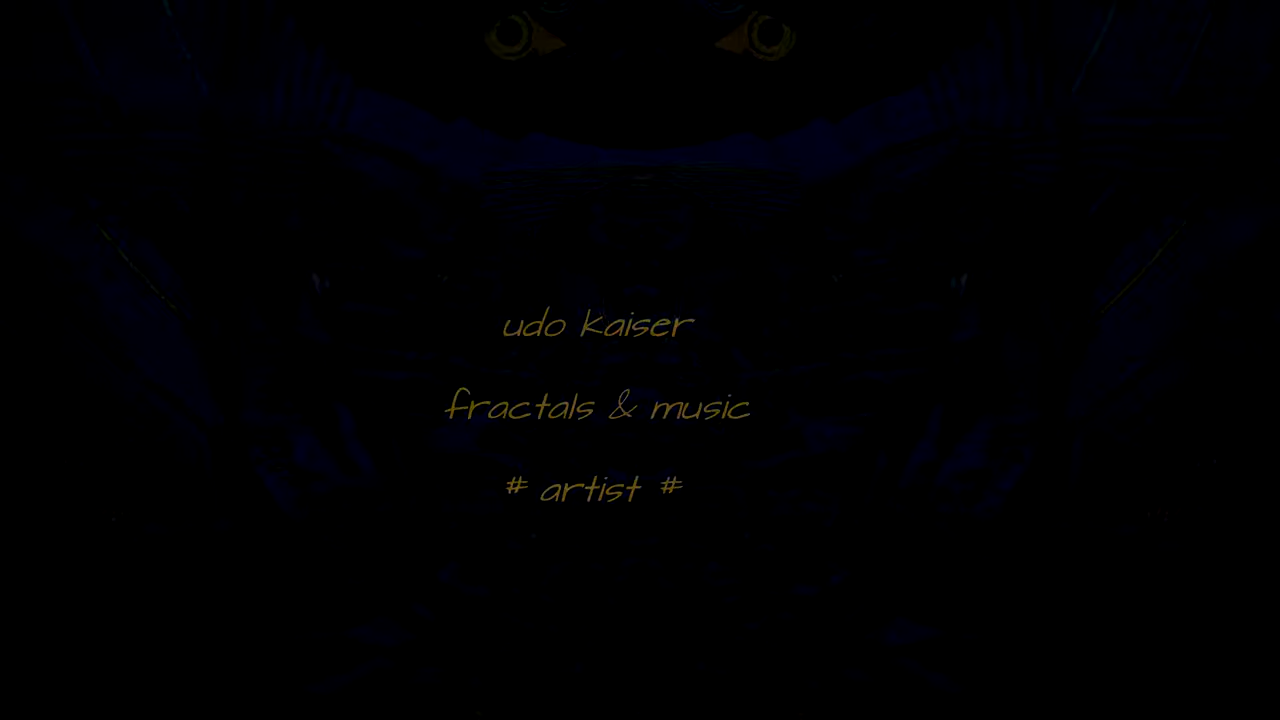 udo kaiser
fractals & music
# artist #